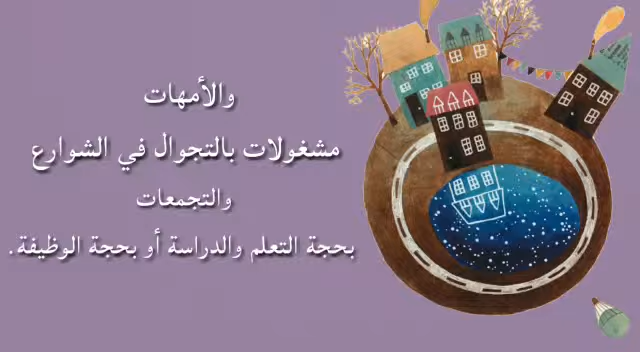 والأمهات
مشغولات بالتجوال في الشوارع
والتجمعات
بحجة التعلم والدراسة أو بحجة الوظيفة.